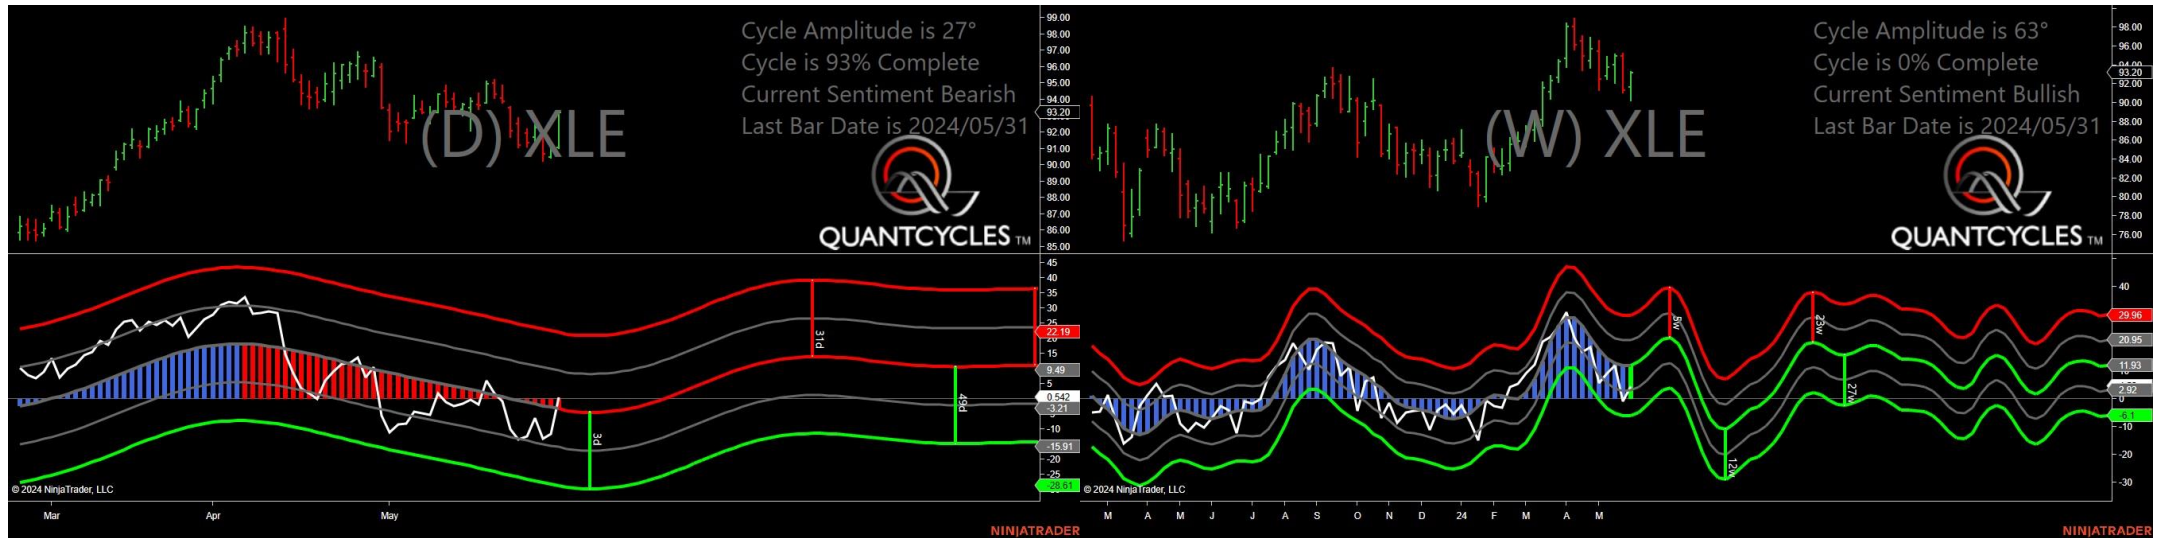 Cycle Amplitude is 27°
Cycle is 93% Complete
Current Sentiment Bearish
Last Bar Date is 2024/05/31
(D) XLE
QUANTCYCLES TM
99.00
98.00
97.00
96.00
95.00
94.00
93.20
92.00
91.00
90.00
89.00
88.00
87.00
86.00
85.00
45
40
35
30
25
22.19
15
9.49
5
0.542
-3.21
-10
-15.91
-20
-25
-28.61
31d
49d
3d
© 2024 NinjaTrader, LLC
Mar
Apr
May
NINJATRADER
Cycle Amplitude is 63°
Cycle is 0% Complete
Current Sentiment Bullish
Last Bar Date is 2024/05/31
(W) XLE
QUANTCYCLES TM
98.00
96.00
94.00
93.20
92.00
90.00
88.00
86.00
84.00
82.00
80.00
78.00
76.00
40
29.96
20.95
11.93
2.92
0
-6.1
-10
-20
-30
5w
23w
27w
12w
© 2024 NinjaTrader, LLC
M A M J J A S O N D 24 F M A M
NINJATRADER